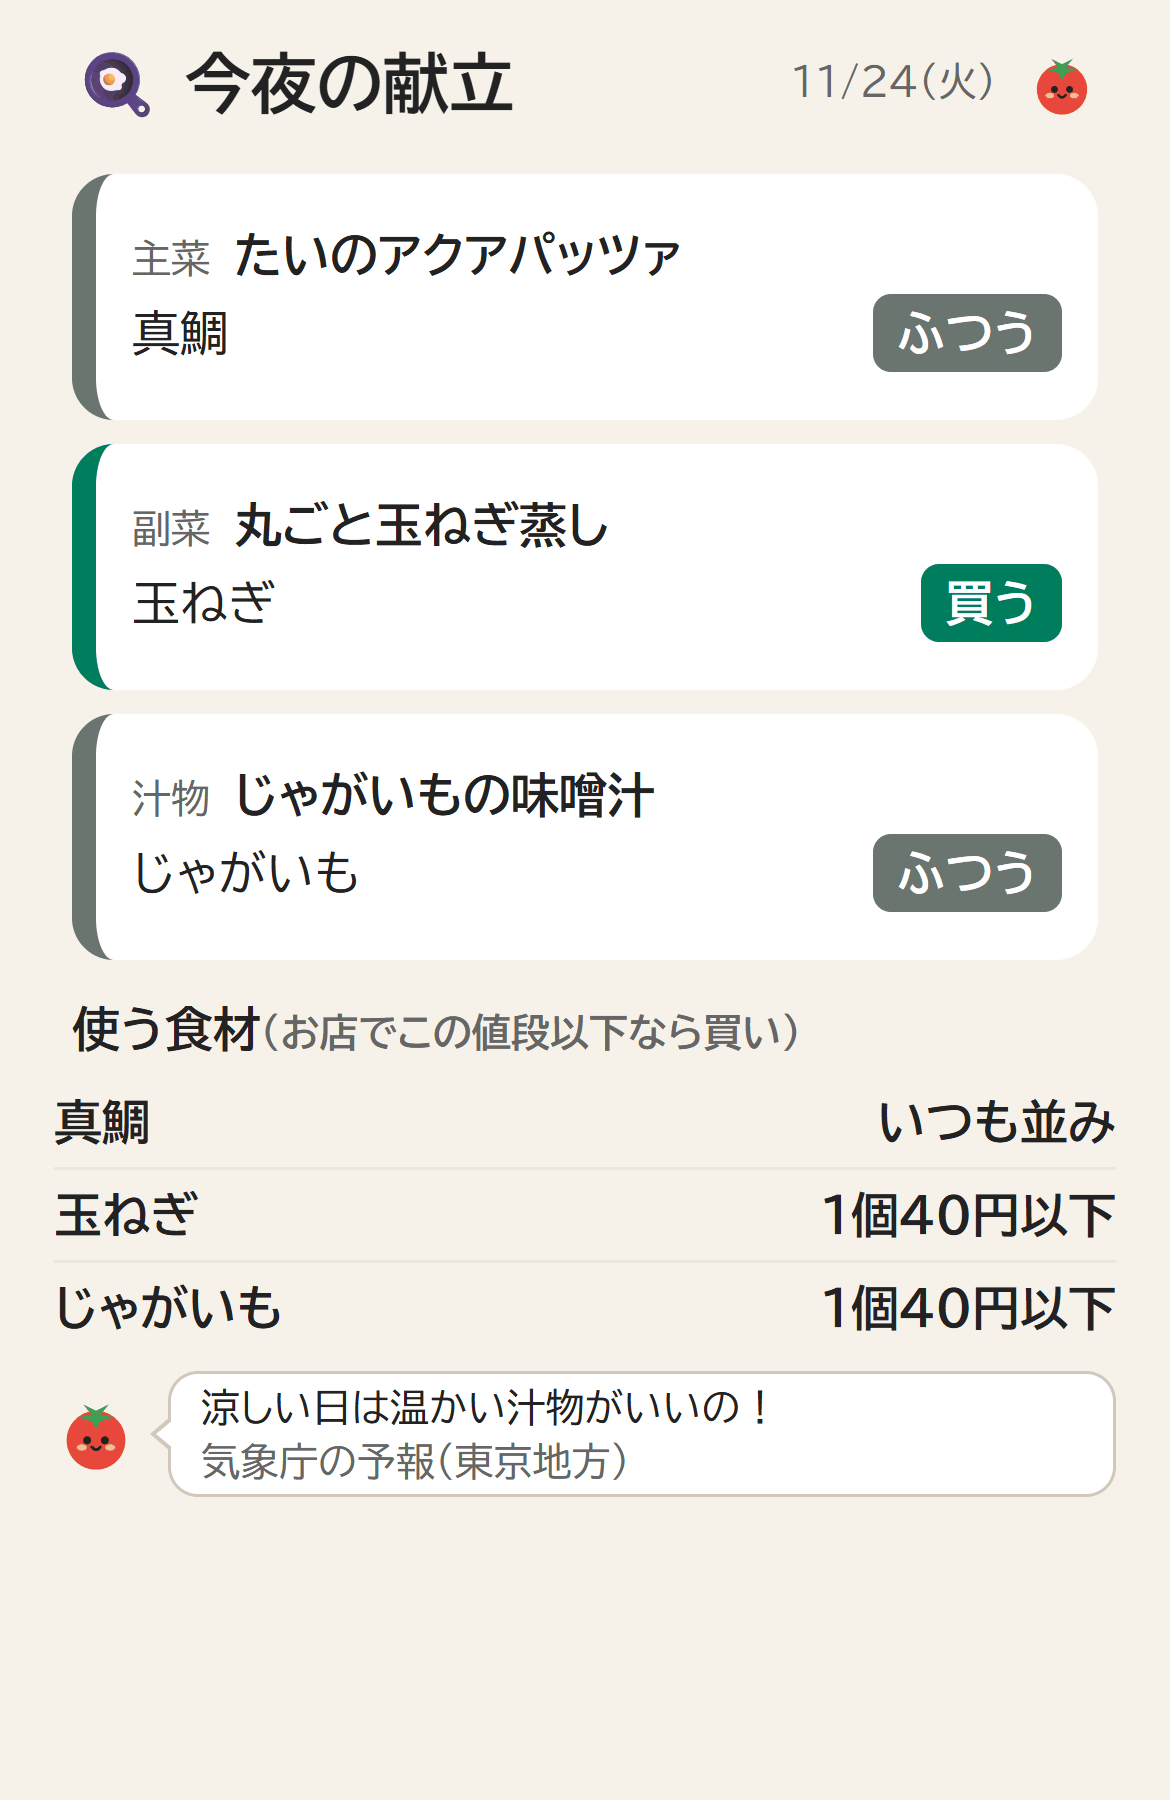 今夜の献立 11/24(火)
主菜 たいのアクアパッツァ
真鯛 ふつう
副菜 丸ごと玉ねぎ蒸し
玉ねぎ 買う
汁物 じゃがいもの味噌汁
じゃがいも ふつう
使う食材(お店でこの値段以下なら買い)
真鯛 いつも並み
玉ねぎ 1個40円以下
じゃがいも 1個40円以下
涼しい日は温かい汁物がいいの！
気象庁の予報(東京地方)